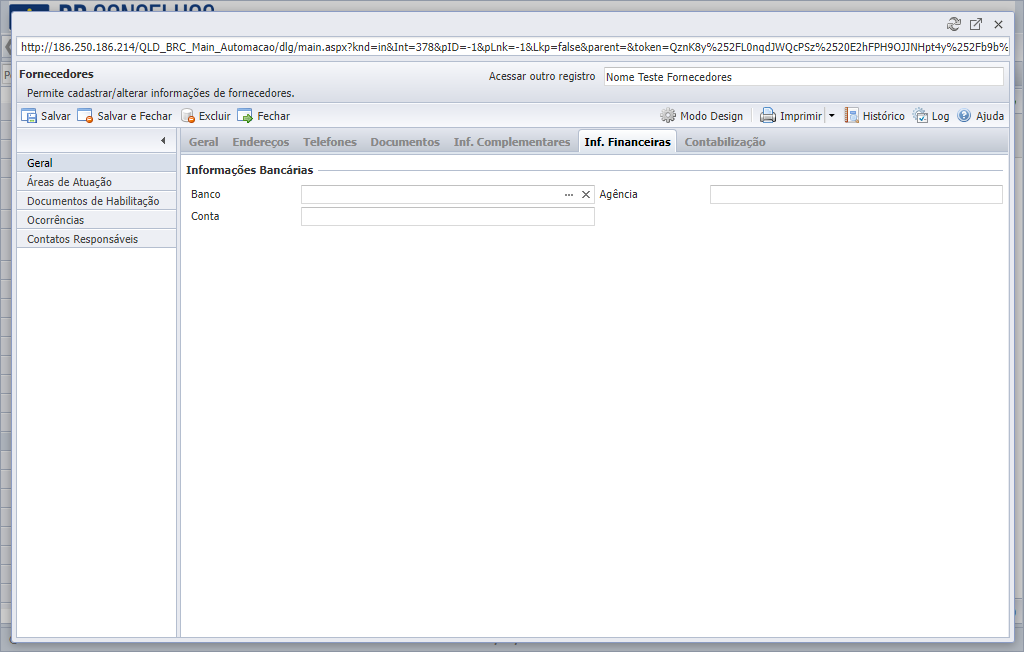 BR CONSELHOS
http://186.250.186.214/QLD_BRC_Main_Automacao/dlg/main.aspx?knd=in&Int=378&pID=-1&pLnk=-1&Lkp=false&parent=&token=QznK8y%252FL0nqdJWQcPSz%2520E2hFPH9OJJNHpt4y%252Fb9b%
Fornecedores
Acessar outro registro Nome Teste Fornecedores
Permite cadastrar/alterar informações de fornecedores.
Salvar Salvar e Fechar Excluir Fechar Modo Design Imprimir Histórico Log Ajuda
Geral Endereços Telefones Documentos Inf. Complementares Inf. Financeiras Contabilização
Geral
Áreas de Atuação
Documentos de Habilitação
Ocorrências
Contatos Responsáveis
Informações Bancárias
Banco
Agência
Conta